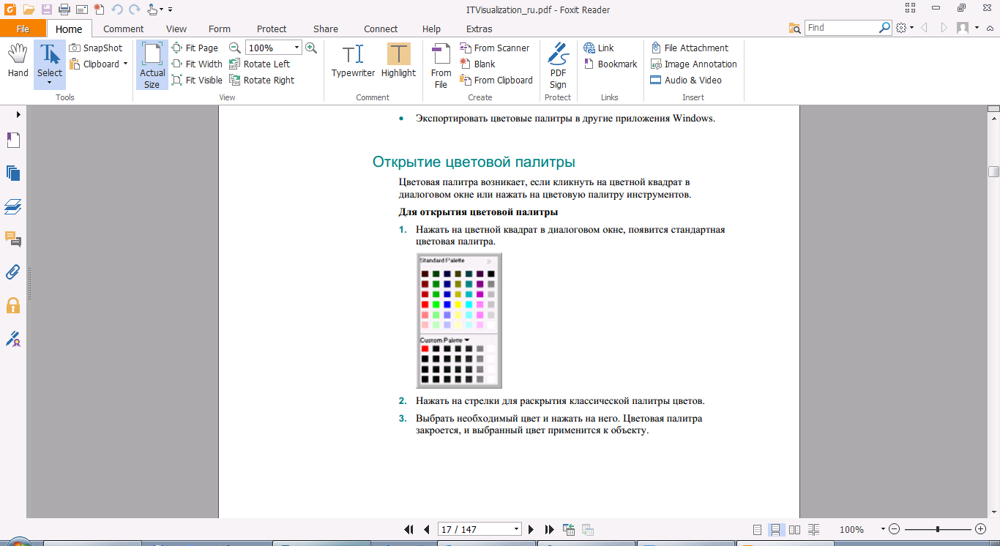 ITVisualization_ru.pdf - Foxit Reader
File Home Comment View Form Protect Share Connect Help Extras Find
Hand
Select
SnapShot
Clipboard
Tools
Actual
Size
Fit Page
Fit Width
Fit Visible
100%
Rotate Left
Rotate Right
View
Typewriter
Highlight
Comment
From
File
From Scanner
Blank
From Clipboard
Create
PDF
Sign
Protect
Link
Bookmark
Links
File Attachment
Image Annotation
Audio & Video
Insert
• Экспортировать цветовые палитры в другие приложения Windows.
Открытие цветовой палитры
Цветовая палитра возникает, если кликнуть на цветной квадрат в
диалоговом окне или нажать на цветовую палитру инструментов.
Для открытия цветовой палитры
1. Нажать на цветной квадрат в диалоговом окне, появится стандартная
цветовая палитра.
Standard Palette
Custom Palette
2. Нажать на стрелки для раскрытия классической палитры цветов.
3. Выбрать необходимый цвет и нажать на него. Цветовая палитра
закроется, и выбранный цвет применится к объекту.
17 / 147
100%